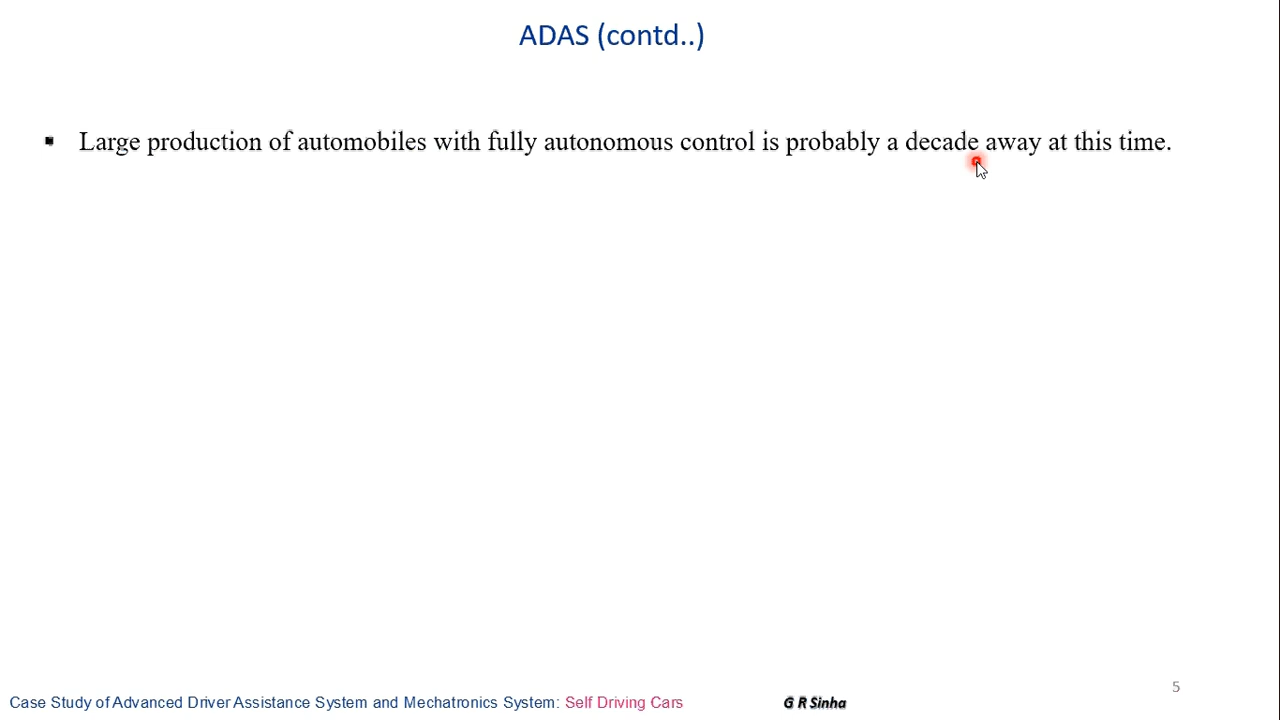 ADAS (contd..)
▪ Large production of automobiles with fully autonomous control is probably a decade away at this time.
5
Case Study of Advanced Driver Assistance System and Mechatronics System: Self Driving Cars G R Sinha